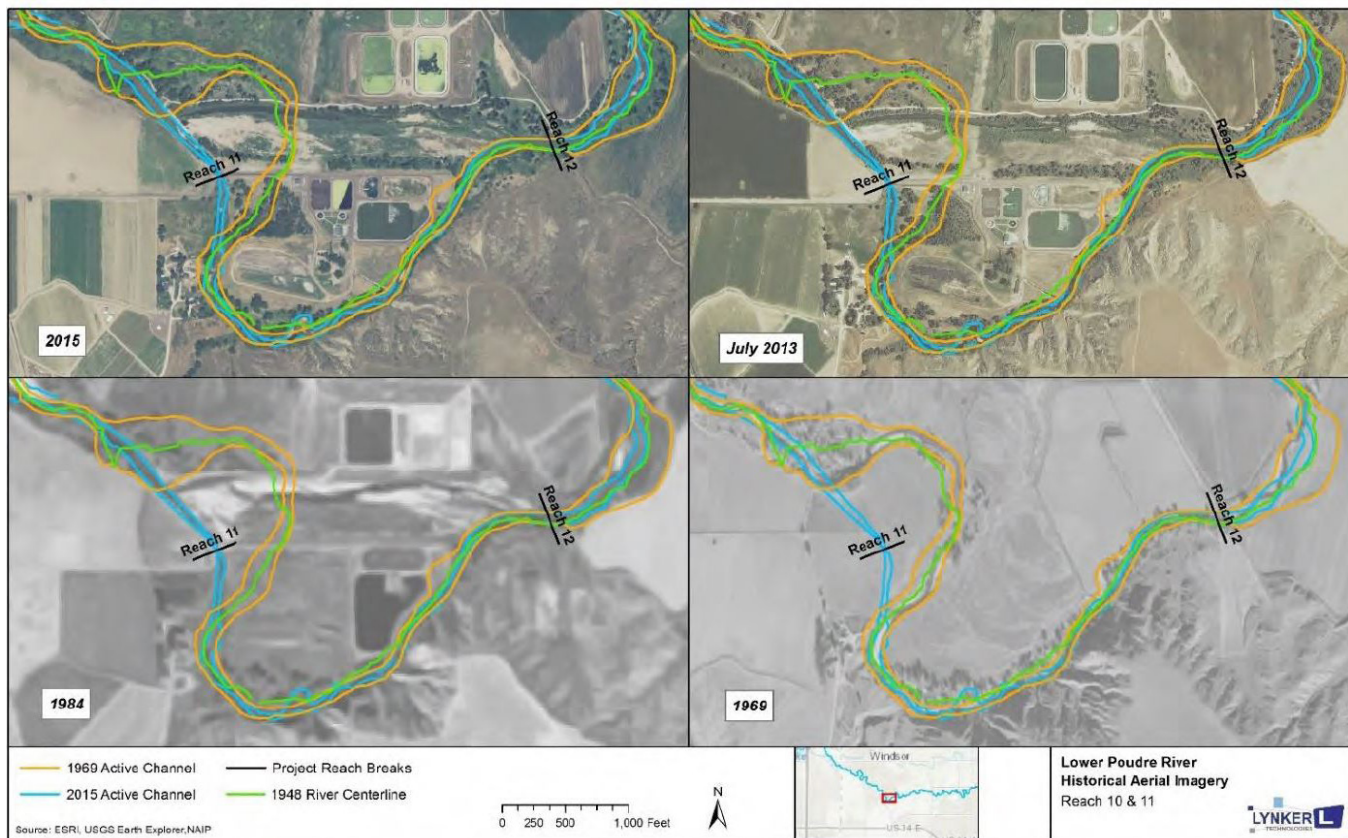 Reach 11
Reach 12
2015
Reach 11
Reach 12
July 2013
Reach 11
Reach 12
1984
Reach 11
Reach 12
1969
1969 Active Channel
Project Reach Breaks
2015 Active Channel
1948 River Centerline
Source: ESRI, USGS Earth Explorer,NAIP
0 250 500 1,000 Feet
N
Windsor
US-34 E
Lower Poudre River
Historical Aerial Imagery
Reach 10 & 11
LYNKER
TECHNOLOGIES